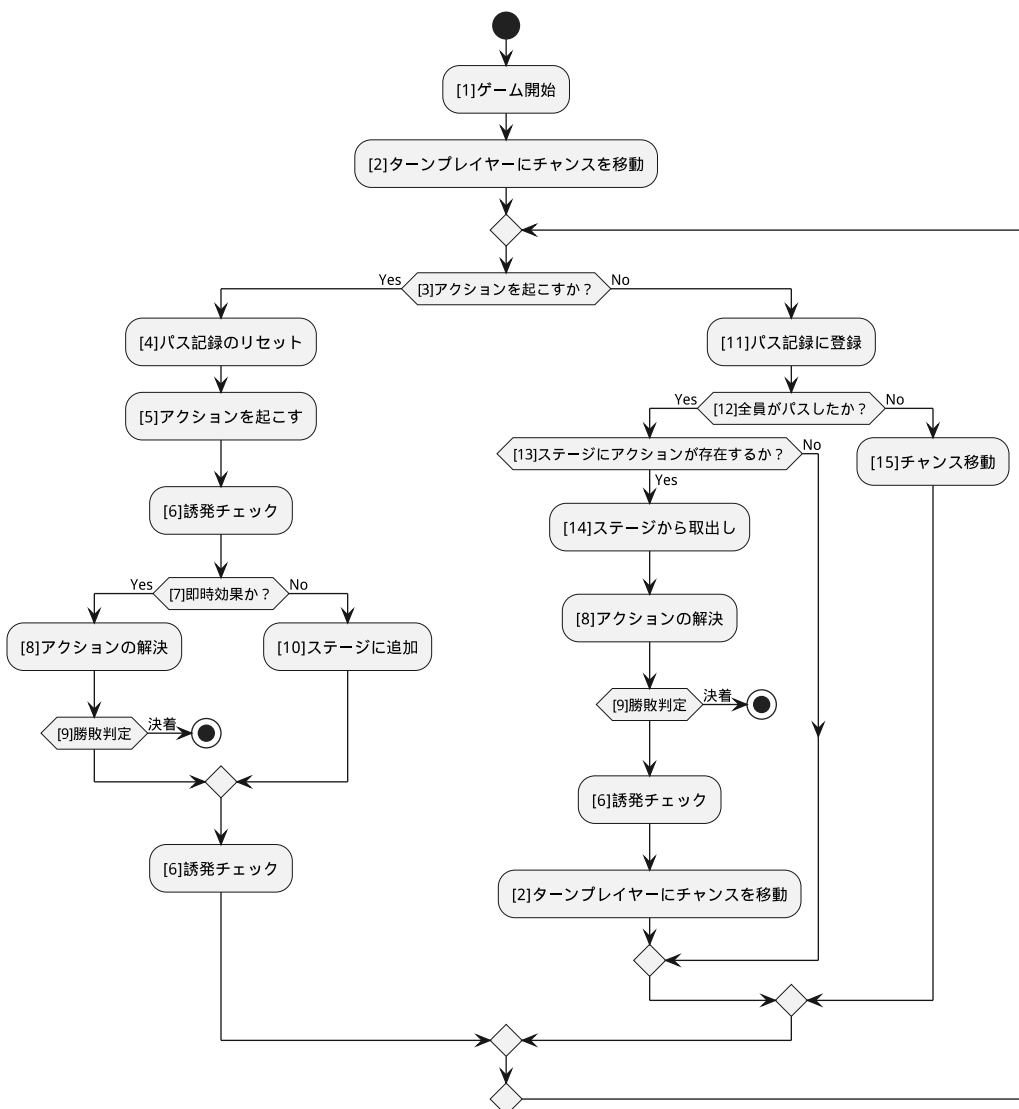 [1]ゲーム開始
[2]ターンプレイヤーにチャンスを移動
Yes
[3]アクションを起こすか？
No
[4]パス記録のリセット
[5]アクションを起こす
[6]誘発チェック
Yes
[7]即時効果か？
No
[8]アクションの解決
[10]ステージに追加
[9]勝敗判定
決着
[6]誘発チェック
[11]パス記録に登録
Yes
[12]全員がパスしたか？
No
[13]ステージにアクションが存在するか？
No
Yes
[15]チャンス移動
[14]ステージから取出し
[8]アクションの解決
[9]勝敗判定
決着
[6]誘発チェック
[2]ターンプレイヤーにチャンスを移動